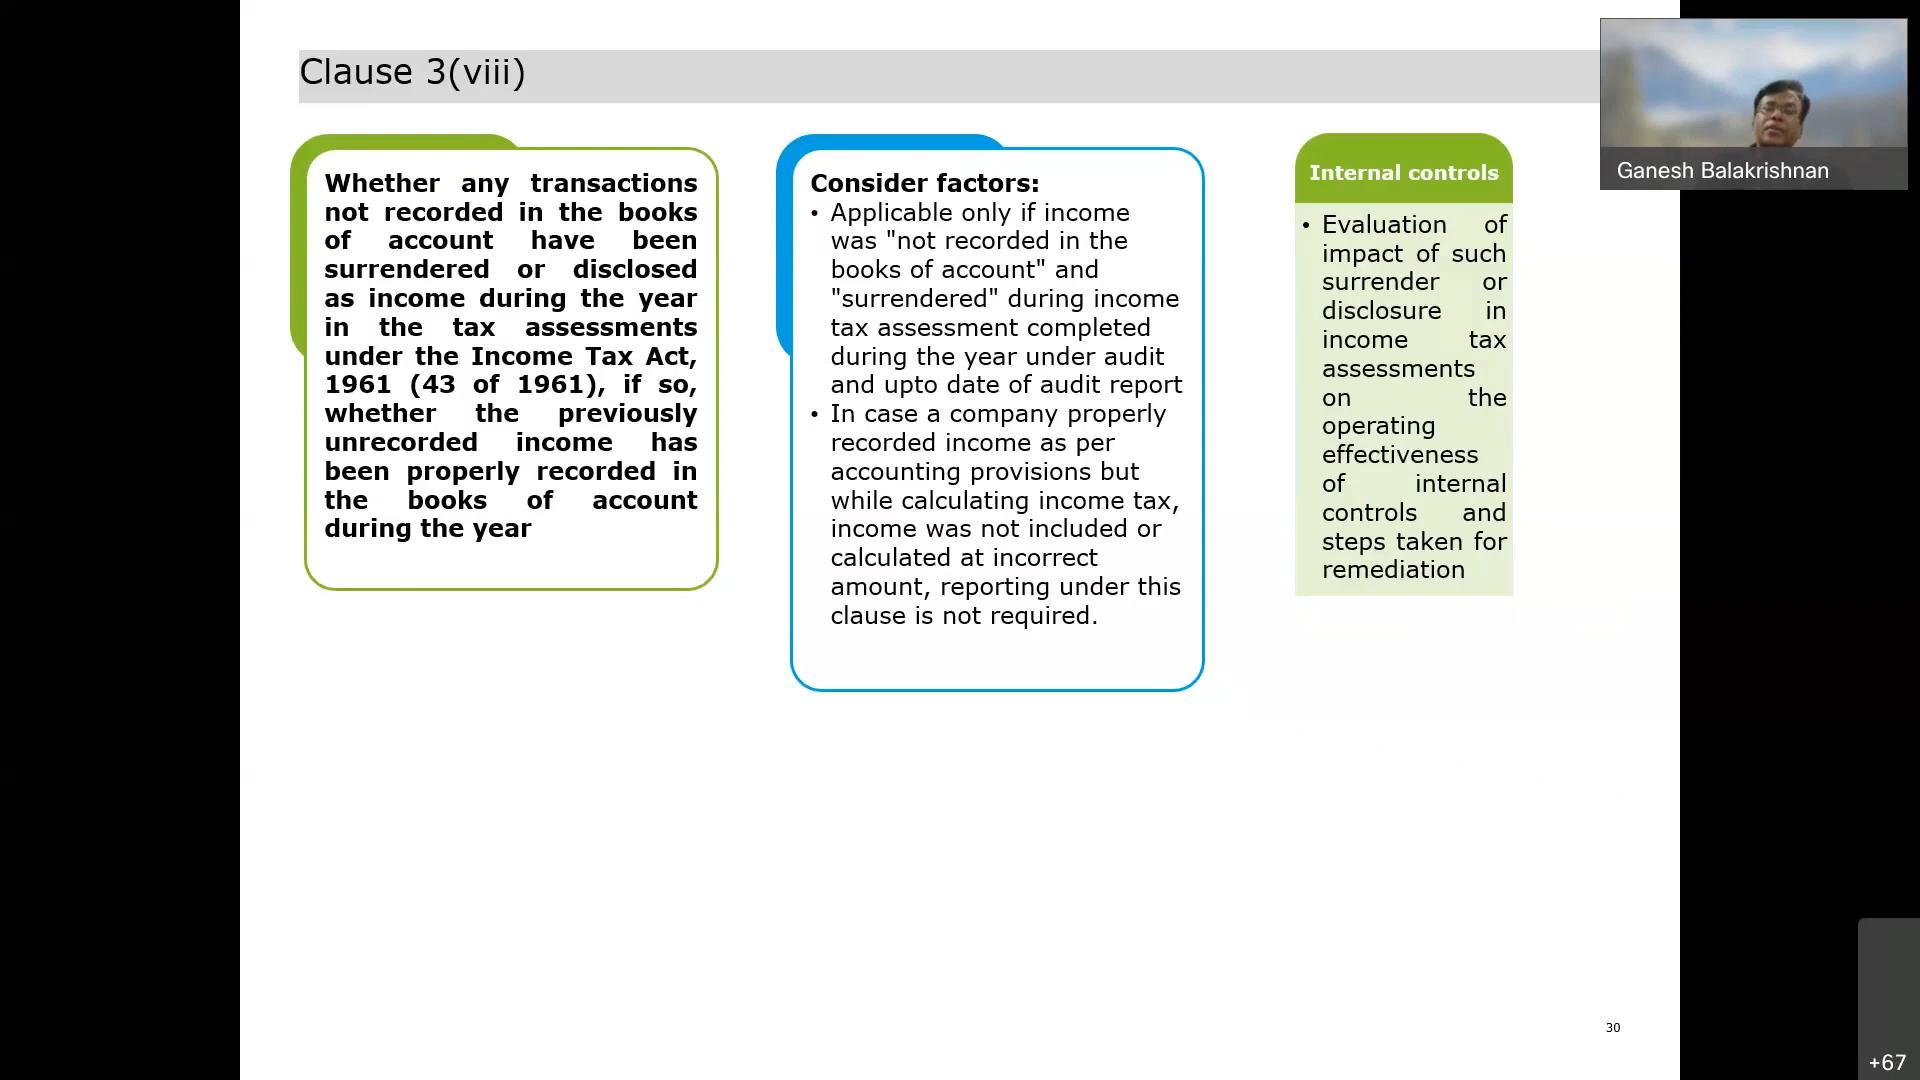 Clause 3(viii)
Whether any transactions
not recorded in the books
of account have been
surrendered or disclosed
as income during the year
in the tax assessments
under the Income Tax Act,
1961 (43 of 1961), if so,
whether the previously
unrecorded income has
been properly recorded in
the books of account
during the year
Consider factors:
• Applicable only if income
was "not recorded in the
books of account" and
"surrendered" during income
tax assessment completed
during the year under audit
and upto date of audit report
• In case a company properly
recorded income as per
accounting provisions but
while calculating income tax,
income was not included or
calculated at incorrect
amount, reporting under this
clause is not required.
Internal controls
• Evaluation of
impact of such
surrender or
disclosure in
income tax
assessments
on the
operating
effectiveness
of internal
controls and
steps taken for
remediation
Ganesh Balakrishnan
30
+67